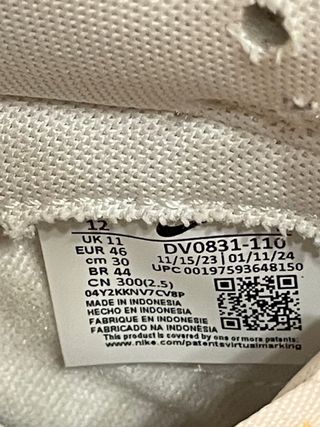 12
UK 11
EUR 46
cm 30
BR 44
CN 300(2.5)
DV0831-110
11/15/23 | 01/11/24
UPC 00197593648150
04Y2KKNV7CV8P
MADE IN INDONESIA
HECHO EN INDONESIA
FABRIQUE EN INDONESIE
FABRICADO NA INDONÉSIA
This product is covered by one or more patents
www.nike.com/patentsvirtualmarking